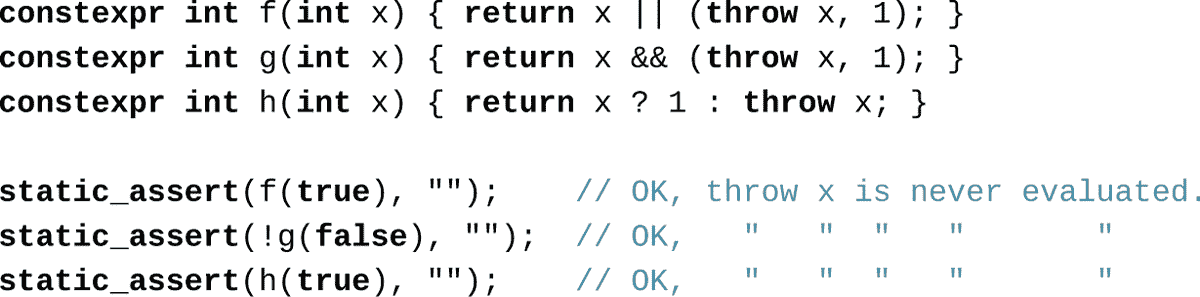 constexpr int f(int x) { return x || (throw x, 1); }
constexpr int g(int x) { return x && (throw x, 1); }
constexpr int h(int x) { return x ? 1 : throw x; }
static_assert(f(true), "");    // OK, throw x is never evaluated.
static_assert(!g(false), "");  // OK,   "   "  "   "       "
static_assert(h(true), "");    // OK,   "   "  "   "       "